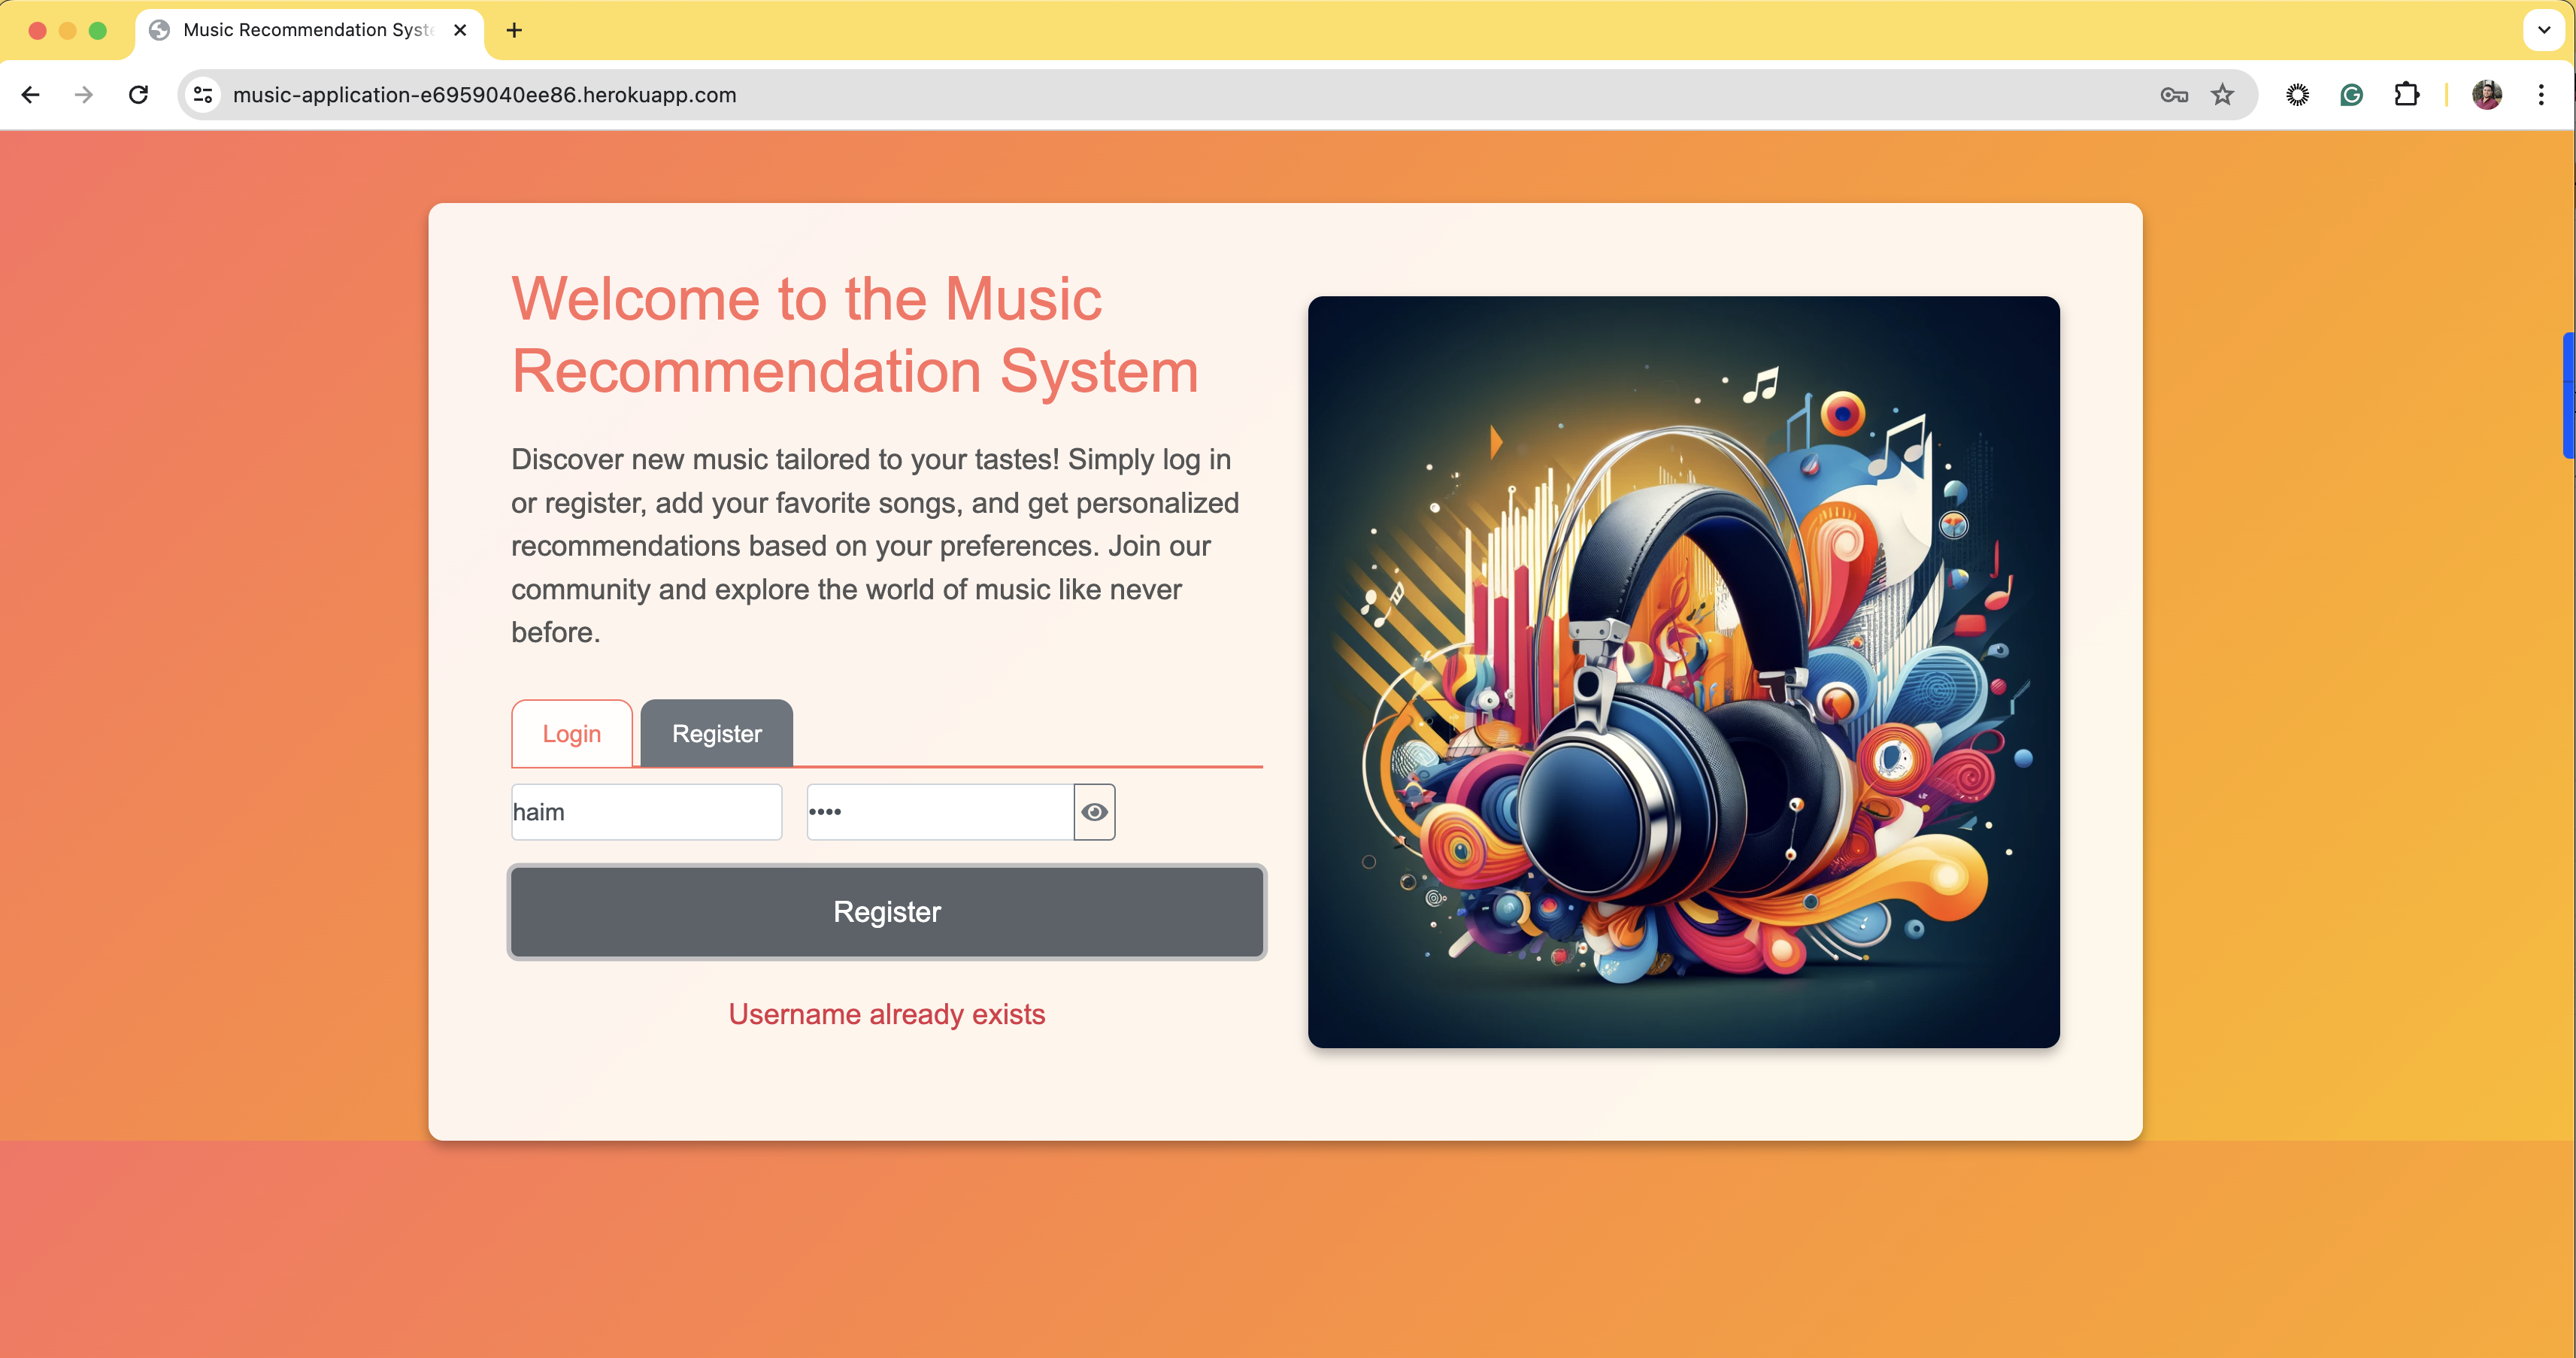 Music Recommendation Syste
music-application-e6959040ee86.herokuapp.com
Welcome to the Music
Recommendation System
Discover new music tailored to your tastes! Simply log in
or register, add your favorite songs, and get personalized
recommendations based on your preferences. Join our
community and explore the world of music like never
before.
Login
Register
haim
••••
Register
Username already exists